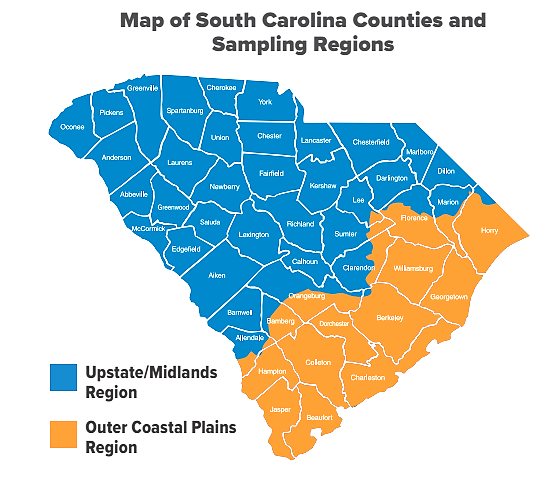 Map of South Carolina Counties and
Sampling Regions
Cherokee
Greenville
York
Pickens
Spartanburg
Oconee
Union
Chester
Lancaster
Chesterfield
Marlboro
Anderson
Laurens
Fairfield
Dillon
Darlington
Newberry
Kershaw
Abbeville
Lee
Marion
Greenwood
Saluda
Richland
Florence
McCormick
Lexington
Sumter
Horry
Edgefield
Calhoun
Clarendon
Williamsburg
Aiken
Orangeburg
Georgetown
Barnwell
Bamberg
Dorchester
Berkeley
Allendale
Colleton
Hampton
Charleston
Jasper
Beaufort
Upstate/Midlands
Region
Outer Coastal Plains
Region